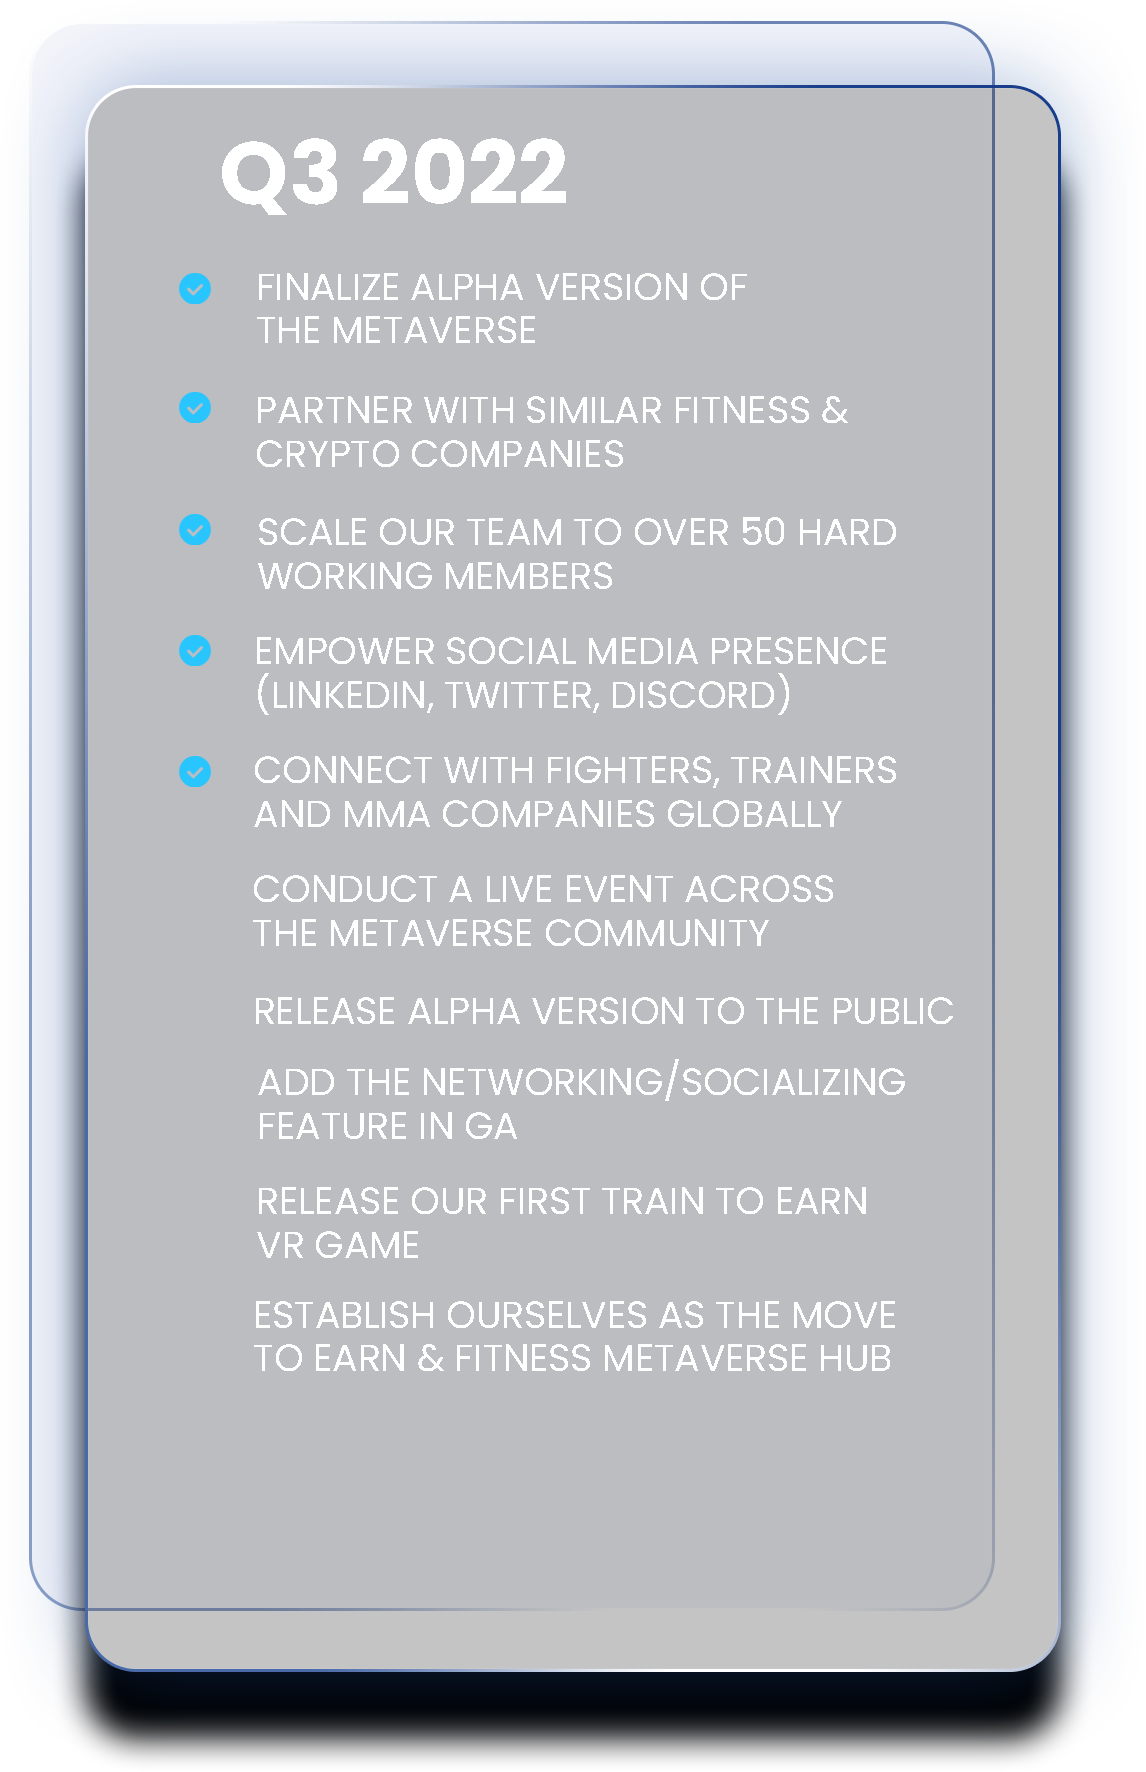 Q3 2022
FINALIZE ALPHA VERSION OF
THE METAVERSE
PARTNER WITH SIMILAR FITNESS &
CRYPTO COMPANIES
SCALE OUR TEAM TO OVER 50 HARD
WORKING MEMBERS
EMPOWER SOCIAL MEDIA PRESENCE
(LINKEDIN, TWITTER, DISCORD)
CONNECT WITH FIGHTERS, TRAINERS
AND MMA COMPANIES GLOBALLY
CONDUCT A LIVE EVENT ACROSS
THE METAVERSE COMMUNITY
RELEASE ALPHA VERSION TO THE PUBLIC
ADD THE NETWORKING/SOCIALIZING
FEATURE IN GA
RELEASE OUR FIRST TRAIN TO EARN
VR GAME
ESTABLISH OURSELVES AS THE MOVE
TO EARN & FITNESS METAVERSE HUB